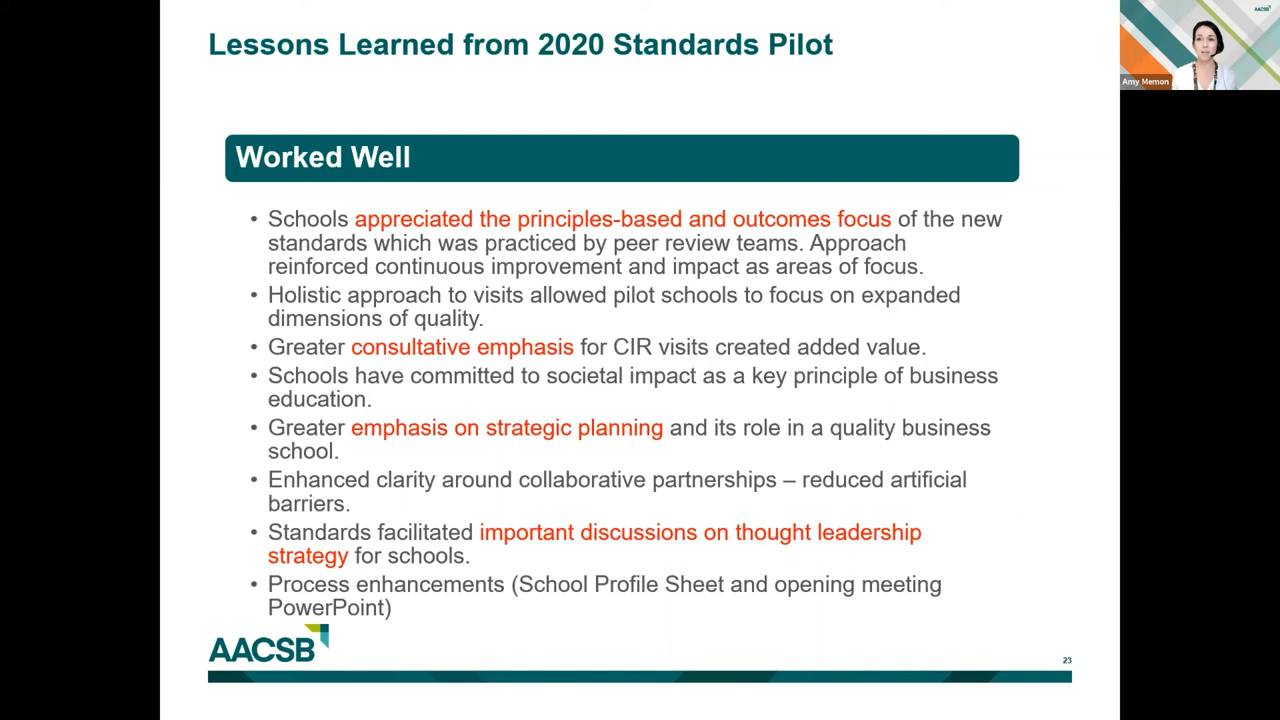 Lessons Learned from 2020 Standards Pilot
AACSB
Amy Memon
Worked Well
• Schools appreciated the principles-based and outcomes focus of the new
standards which was practiced by peer review teams. Approach
reinforced continuous improvement and impact as areas of focus.
• Holistic approach to visits allowed pilot schools to focus on expanded
dimensions of quality.
• Greater consultative emphasis for CIR visits created added value.
• Schools have committed to societal impact as a key principle of business
education.
• Greater emphasis on strategic planning and its role in a quality business
school.
• Enhanced clarity around collaborative partnerships – reduced artificial
barriers.
• Standards facilitated important discussions on thought leadership
strategy for schools.
• Process enhancements (School Profile Sheet and opening meeting
PowerPoint)
AACSB
23